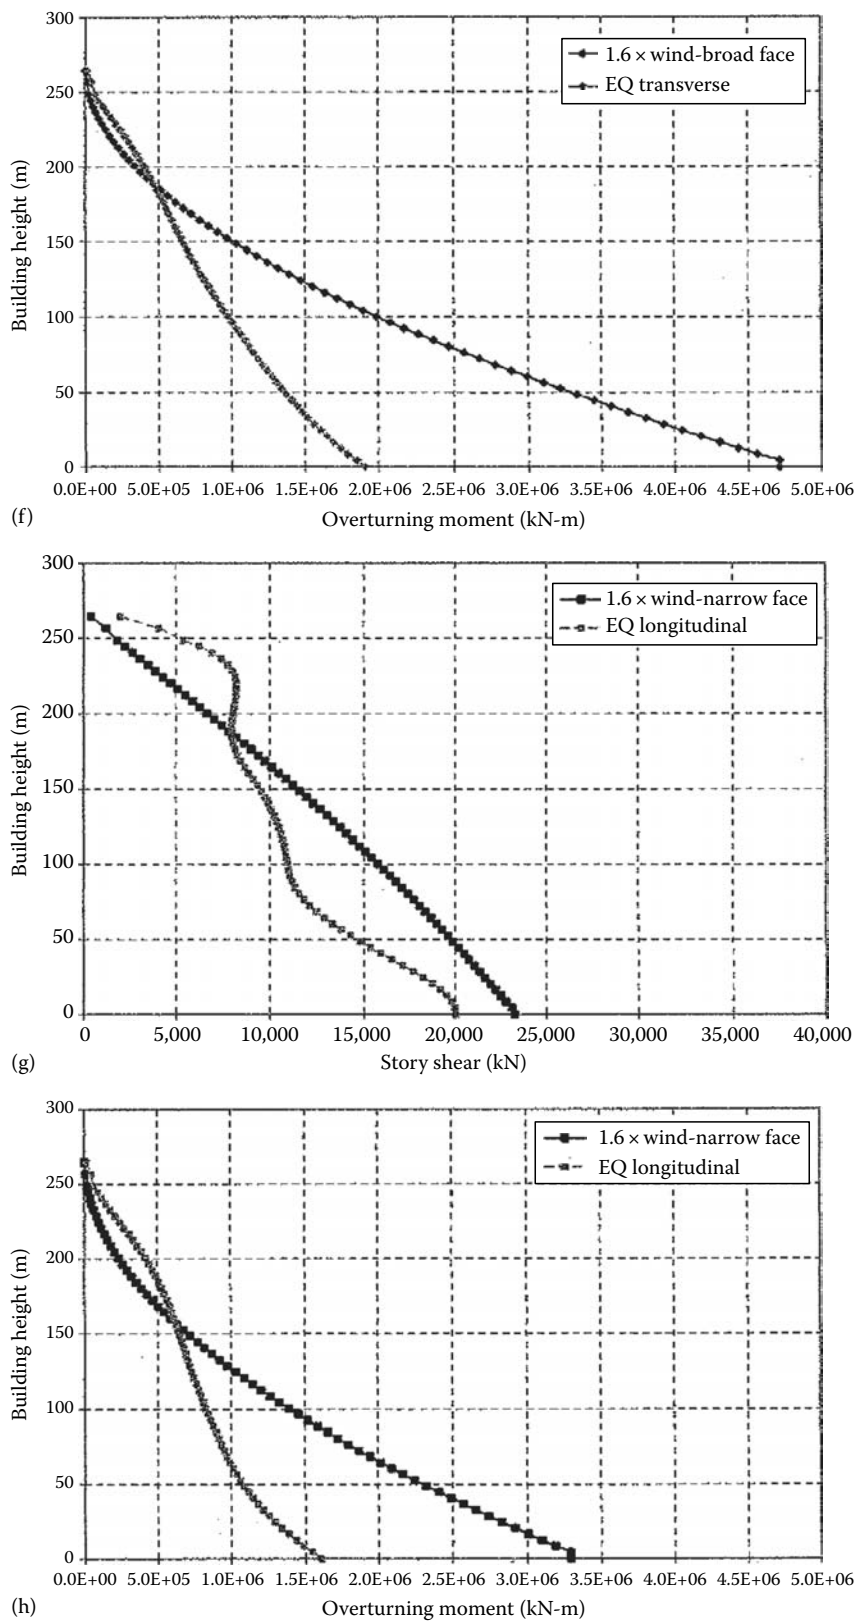 300
250
200
150
100
50
0
Building height (m)
1.6 × wind-broad face
EQ transverse
0.0E+00 5.0E+05 1.0E+06 1.5E+06 2.0E+06 2.5E+06 3.0E+06 3.5E+06 4.0E+06 4.5E+06 5.0E+06
(f)
Overturning moment (kN-m)
300
250
200
150
100
50
0
Building height (m)
1.6 × wind-narrow face
EQ longitudinal
0 5,000 10,000 15,000 20,000 25,000 30,000 35,000 40,000
(g)
Story shear (kN)
300
250
200
150
100
50
0
Building height (m)
1.6 × wind-narrow face
EQ longitudinal
0.0E+00 5.0E+05 1.0E+06 1.5E+06 2.0E+06 2.5E+06 3.0E+06 3.5E+06 4.0E+06 4.5E+06 5.0E+06
(h)
Overturning moment (kN-m)